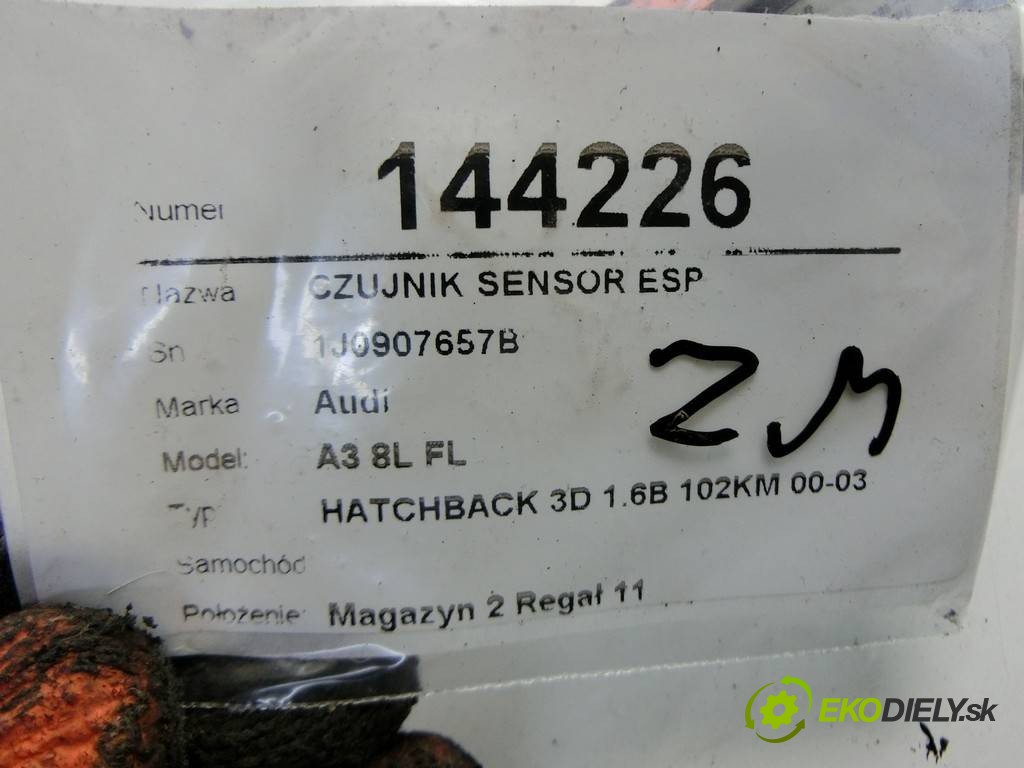 Numer 144226
Nazwa CZUJNIK SENSOR ESP
Sn 1J0907657B
Marka Audi
Model: A3 8L FL
Typ HATCHBACK 3D 1.6B 102KM 00-03
Samochód
Położenie: Magazyn 2 Regał 11
ZM
EKODIELY.sk